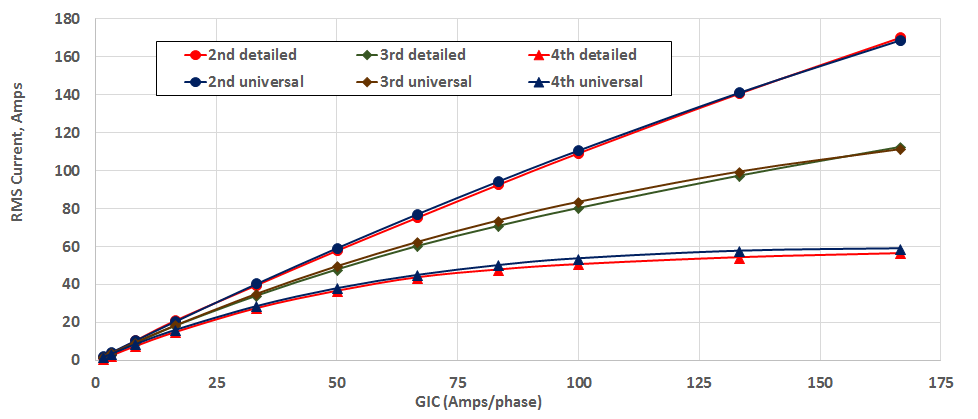 180
160
140
120
100
80
60
40
20
0
RMS Current, Amps
2nd detailed 3rd detailed 4th detailed
2nd universal 3rd universal 4th universal
0 25 50 75 100 125 150 175
GIC (Amps/phase)